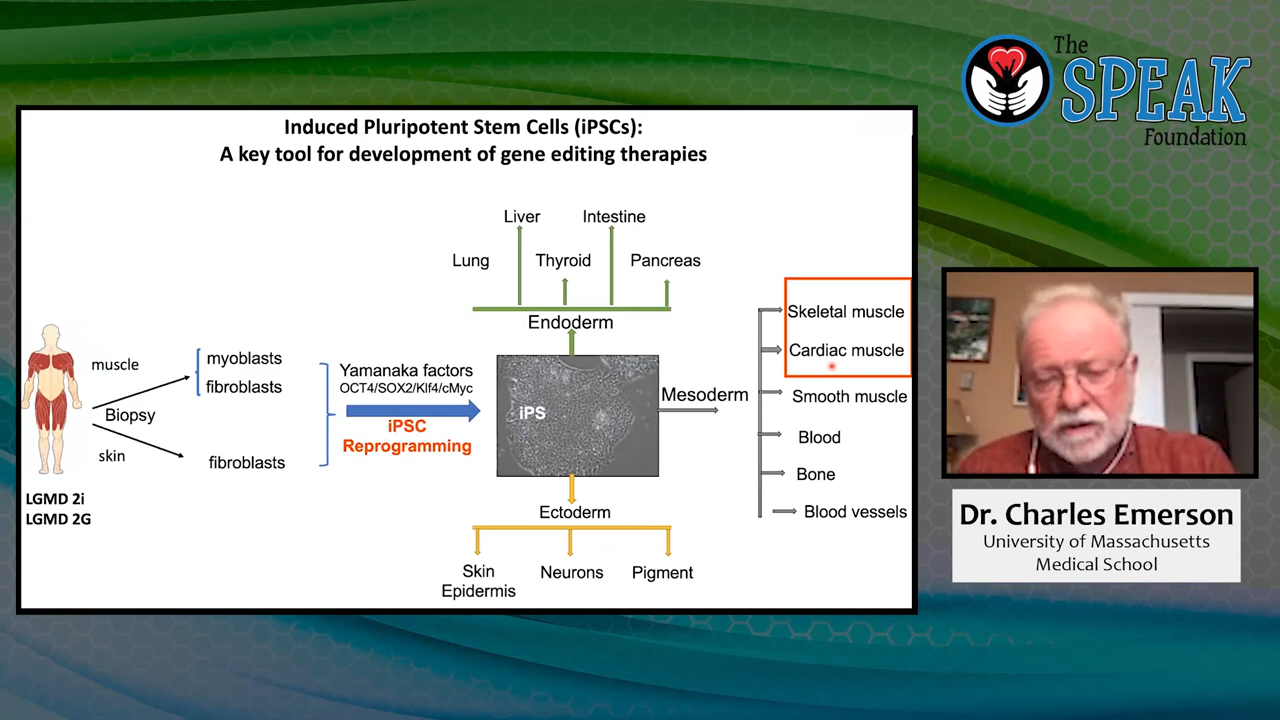 The
SPEAK
Foundation
Induced Pluripotent Stem Cells (iPSCs):
A key tool for development of gene editing therapies
Liver
Intestine
Lung
Thyroid
Pancreas
Endoderm
muscle
myoblasts
fibroblasts
Biopsy
skin
fibroblasts
LGMD 2i
LGMD 2G
Yamanaka factors
OCT4/SOX2/Klf4/cMyc
iPSC
Reprogramming
iPS
Mesoderm
Skeletal muscle
Cardiac muscle
Smooth muscle
Blood
Bone
Blood vessels
Ectoderm
Skin
Epidermis
Neurons
Pigment
Dr. Charles Emerson
University of Massachusetts
Medical School